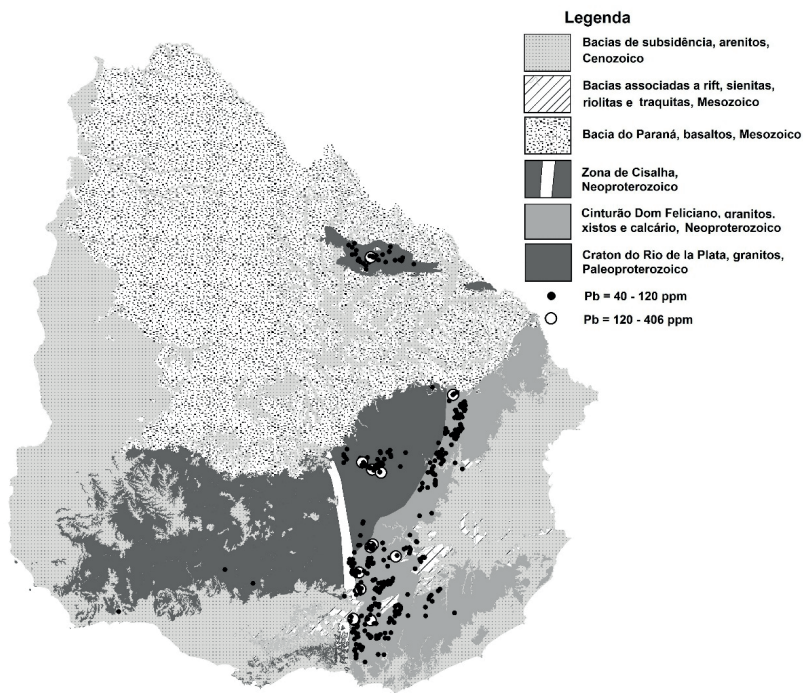 Legenda
Bacias de subsidência, arenitos,
Cenozoico
Bacias associadas a rift, sienitas,
riolitas e traquitas, Mesozoico
Bacia do Paraná, basaltos, Mesozoico
Zona de Cisalha,
Neoproterozoico
Cinturão Dom Feliciano, granitos,
xistos e calcário, Neoproterozoico
Craton do Rio de la Plata, granitos,
Paleoproterozoico
Pb = 40 - 120 ppm
Pb = 120 - 406 ppm